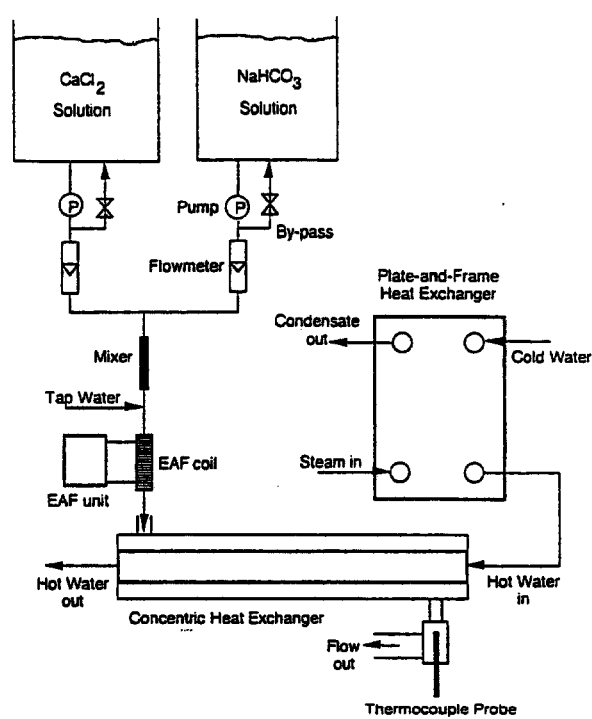 CaCl2
Solution
NaHCO3
Solution
P
Pump
P
By-pass
Flowmeter
Plate-and-Frame
Heat Exchanger
Condensate
out
Cold Water
Mixer
Tap Water
EAF coil
EAF unit
Steam in
Hot Water
out
Hot Water
in
Concentric Heat Exchanger
Flow
out
Thermocouple Probe